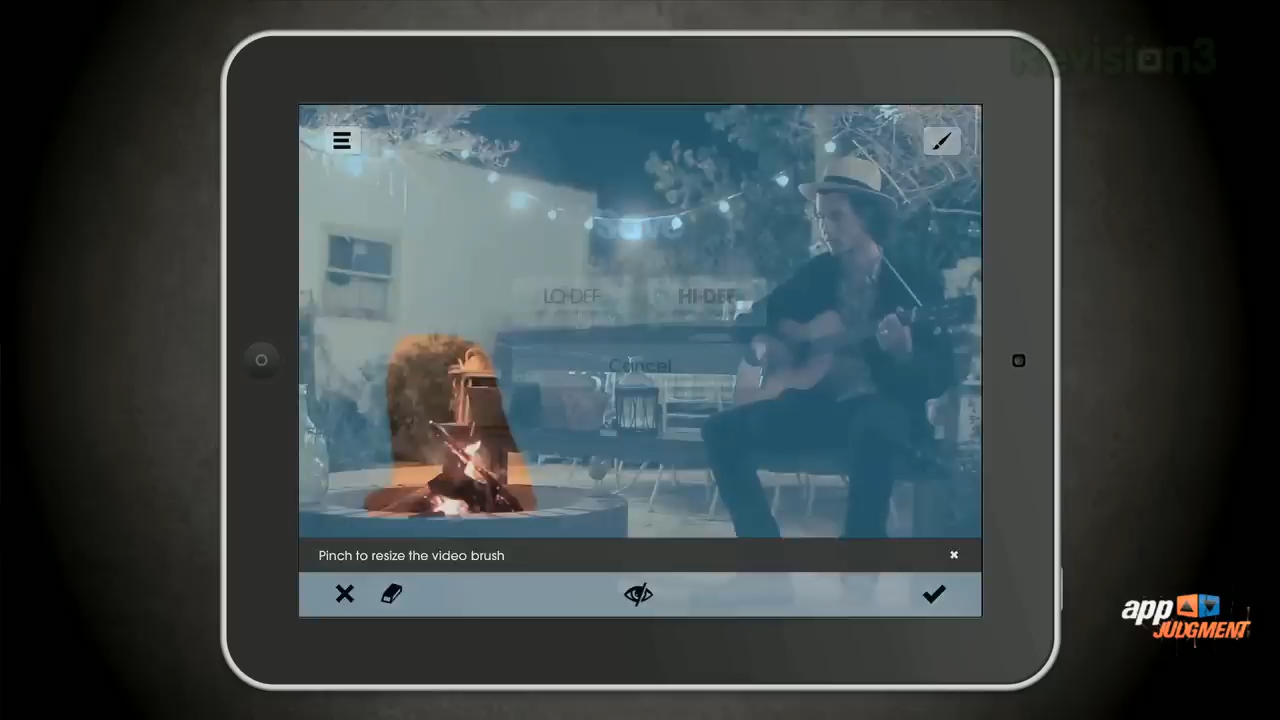 Revision3
LO-DEF
HI-DEF
Cancel
Pinch to resize the video brush
app
JUDGMENT